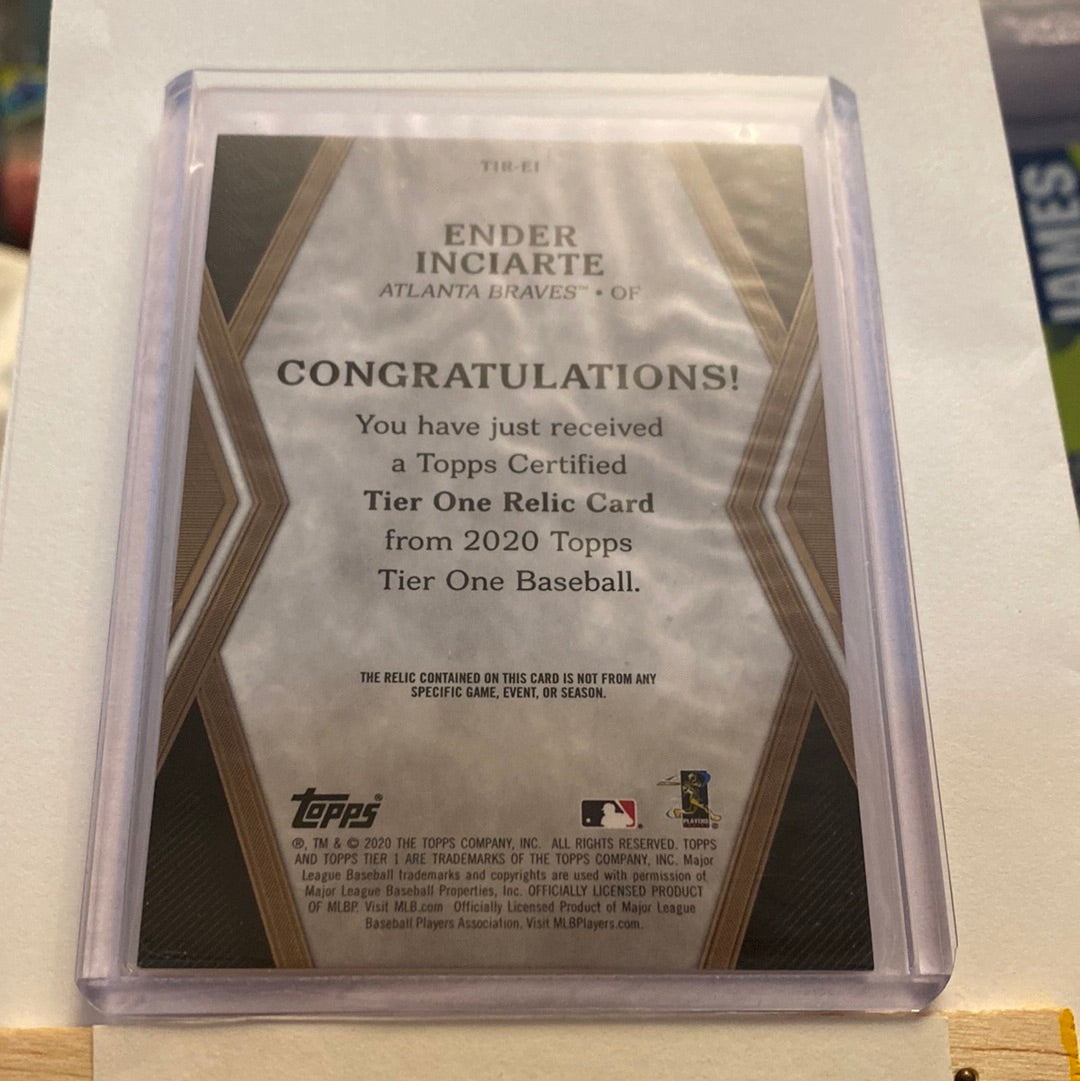 T1R-EI
ENDER
INCIARTE
ATLANTA BRAVES™ • OF
CONGRATULATIONS!
You have just received
a Topps Certified
Tier One Relic Card
from 2020 Topps
Tier One Baseball.
THE RELIC CONTAINED ON THIS CARD IS NOT FROM ANY
SPECIFIC GAME, EVENT, OR SEASON.
topps®
PLAYERS
®, TM & © 2020 THE TOPPS COMPANY, INC. ALL RIGHTS RESERVED. TOPPS
AND TOPPS TIER 1 ARE TRADEMARKS OF THE TOPPS COMPANY, INC. Major
League Baseball trademarks and copyrights are used with permission of
Major League Baseball Properties, Inc. OFFICIALLY LICENSED PRODUCT
OF MLBP. Visit MLB.com Officially Licensed Product of Major League
Baseball Players Association, Visit MLBPlayers.com.
JAMES